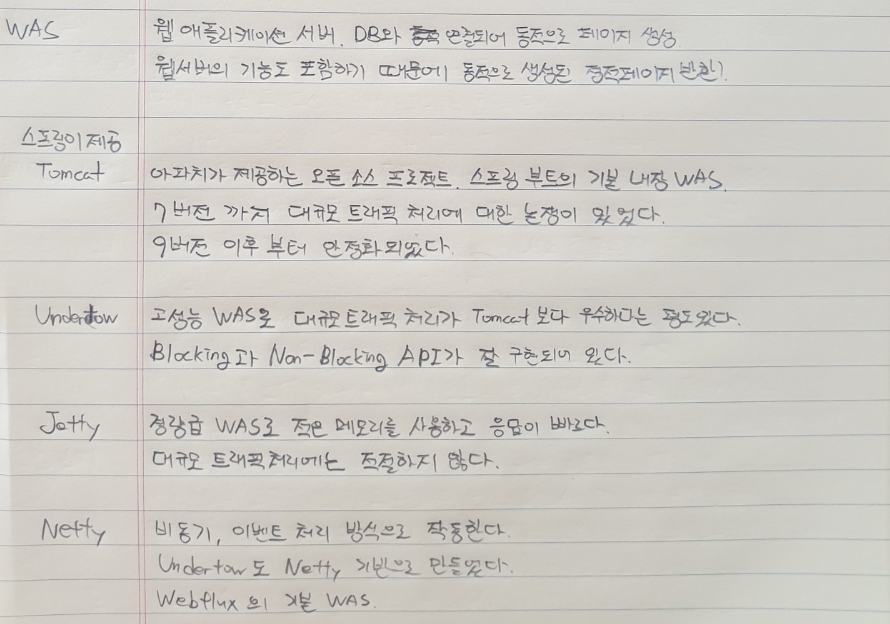 WAS 웹 애플리케이션 서버. DB와 연결되어 동적으로 페이지 생성.
웹서버의 기능도 포함하기 때문에 동적으로 생성된 정적페이지 반환?
스프링이 제공
Tomcat 아파치가 제공하는 오픈 소스 프로젝트. 스프링 부트의 기본 내장 WAS.
7버전 까지 대규모 트래픽 처리에 대한 논쟁이 있었다.
9버전 이후 부터 안정화되었다.
Undertow 고성능 WAS로 대규모 트래픽 처리가 Tomcat 보다 우수하다는 평도 있다.
Blocking과 Non-Blocking API가 잘 구현되어 있다.
Jetty 경량급 WAS로 적은 메모리를 사용하고 응답이 빠르다.
대규모 트래픽처리에는 적절하지 않다.
Netty 비동기, 이벤트 처리 방식으로 작동한다.
Undertow도 Netty 기반으로 만들었다.
Webflux의 기본 WAS.